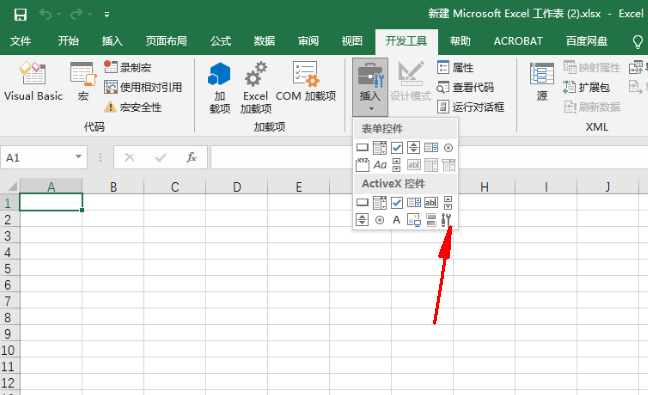 新建 Microsoft Excel 工作表 (2).xlsx - Excel
文件 开始 插入 页面布局 公式 数据 审阅 视图 开发工具 帮助 ACROBAT 百度网盘
Visual Basic
宏
录制宏
使用相对引用
宏安全性
代码
加
载项
Excel
加载项
COM 加载项
加载项
插入
设计模式
属性
查看代码
运行对话框
源
映射属性
扩展包
刷新数据
XML
表单控件
XYZ
Aa
ab|
ActiveX 控件
ab|
A
A1
fx
A B C D E H I J
1
2
3
4
5
6
7
8
9
10
11
12